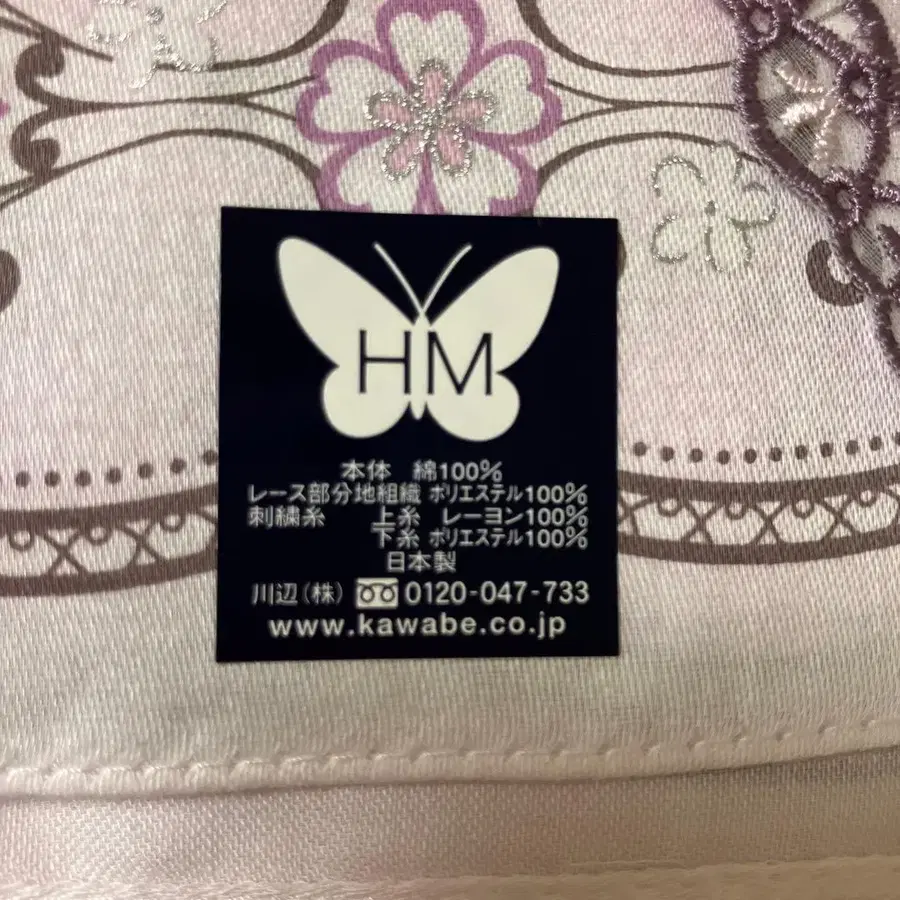 HM
本体 綿100%
レース部分地組織 ポリエステル100%
刺繍糸 上糸 レーヨン100%
下糸 ポリエステル100%
日本製
川辺(株) 0120-047-733
www.kawabe.co.jp